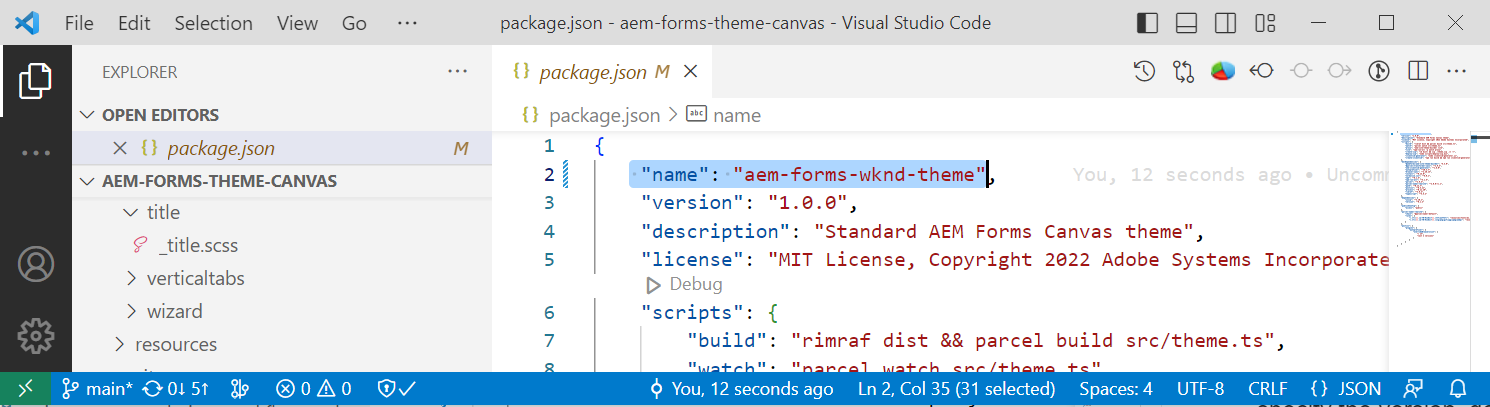 File Edit Selection View Go ··· package.json - aem-forms-theme-canvas - Visual Studio Code
EXPLORER ···
OPEN EDITORS
{} package.json M
AEM-FORMS-THEME-CANVAS
title
_title.scss
verticaltabs
wizard
resources
{} package.json M
{} package.json > abc name
1 {
2 "name": "aem-forms-wknd-theme", You, 12 seconds ago • Uncomm
3 "version": "1.0.0",
4 "description": "Standard AEM Forms Canvas theme",
5 "license": "MIT License, Copyright 2022 Adobe Systems Incorporate
Debug
6 "scripts": {
7 "build": "rimraf dist && parcel build src/theme.ts",
8 "watch": "parcel watch src/theme.ts"
main* 0↓ 5↑ 0 0 You, 12 seconds ago Ln 2, Col 35 (31 selected) Spaces: 4 UTF-8 CRLF {} JSON